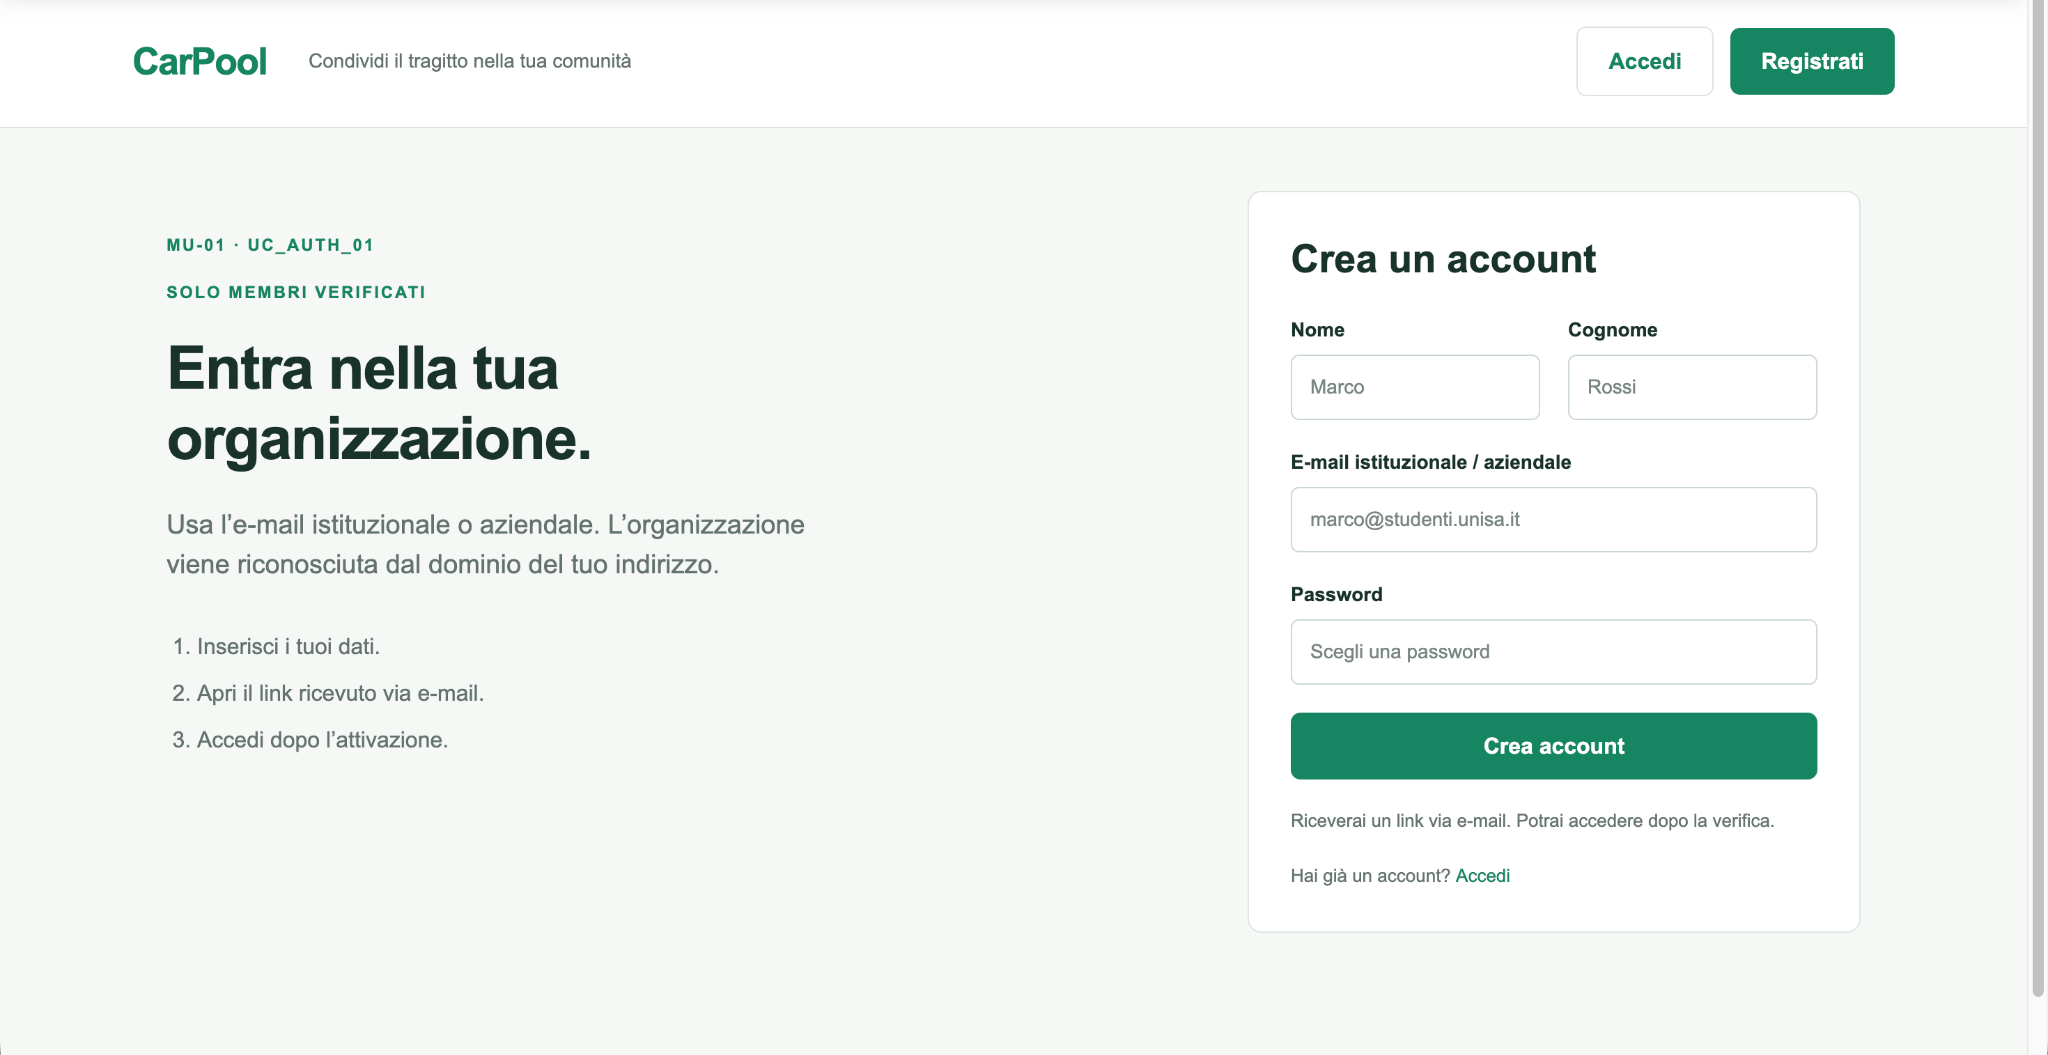 CarPool
Condividi il tragitto nella tua comunità
Accedi
Registrati
MU-01 · UC_AUTH_01
SOLO MEMBRI VERIFICATI
Entra nella tua
organizzazione.
Usa l’e-mail istituzionale o aziendale. L’organizzazione
viene riconosciuta dal dominio del tuo indirizzo.
1. Inserisci i tuoi dati.
2. Apri il link ricevuto via e-mail.
3. Accedi dopo l’attivazione.
Crea un account
Nome
Cognome
Marco
Rossi
E-mail istituzionale / aziendale
marco@studenti.unisa.it
Password
Scegli una password
Crea account
Riceverai un link via e-mail. Potrai accedere dopo la verifica.
Hai già un account? Accedi